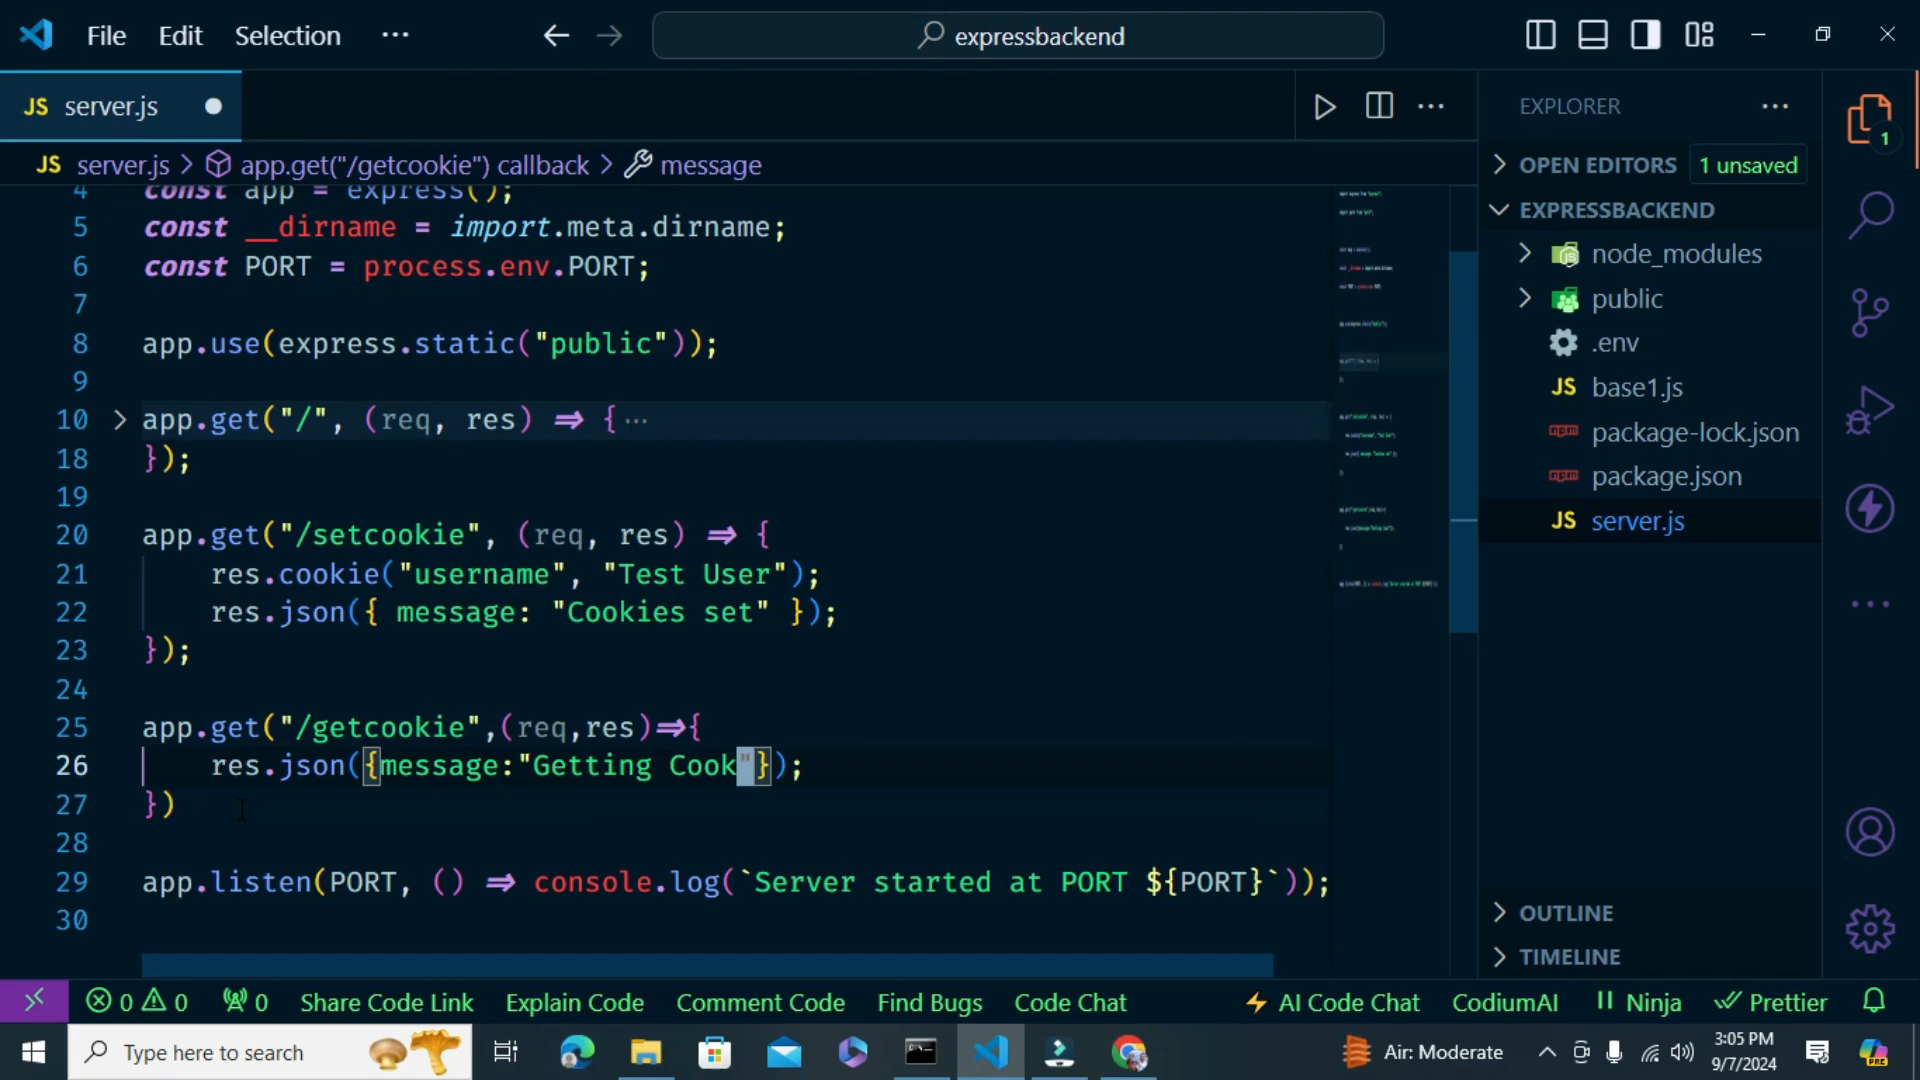 File Edit Selection ··· expressbackend
JS server.js
EXPLORER ···
JS server.js > app.get("/getcookie") callback > message
OPEN EDITORS 1 unsaved
EXPRESSBACKEND
node_modules
public
.env
JS base1.js
package-lock.json
package.json
JS server.js
OUTLINE
TIMELINE
1
4 const app = express();
5 const __dirname = import.meta.dirname;
6 const PORT = process.env.PORT;
7
8 app.use(express.static("public"));
9
10 app.get("/", (req, res) => { ···
18 });
19
20 app.get("/setcookie", (req, res) => {
21 res.cookie("username", "Test User");
22 res.json({ message: "Cookies set" });
23 });
24
25 app.get("/getcookie",(req,res)=>{
26 res.json({message:"Getting Cook"});
27 })
28
29 app.listen(PORT, () => console.log(`Server started at PORT ${PORT}`));
30
0 0 0 Share Code Link Explain Code Comment Code Find Bugs Code Chat AI Code Chat CodiumAI Ninja Prettier
Type here to search Air: Moderate 3:05 PM
9/7/2024
PRE